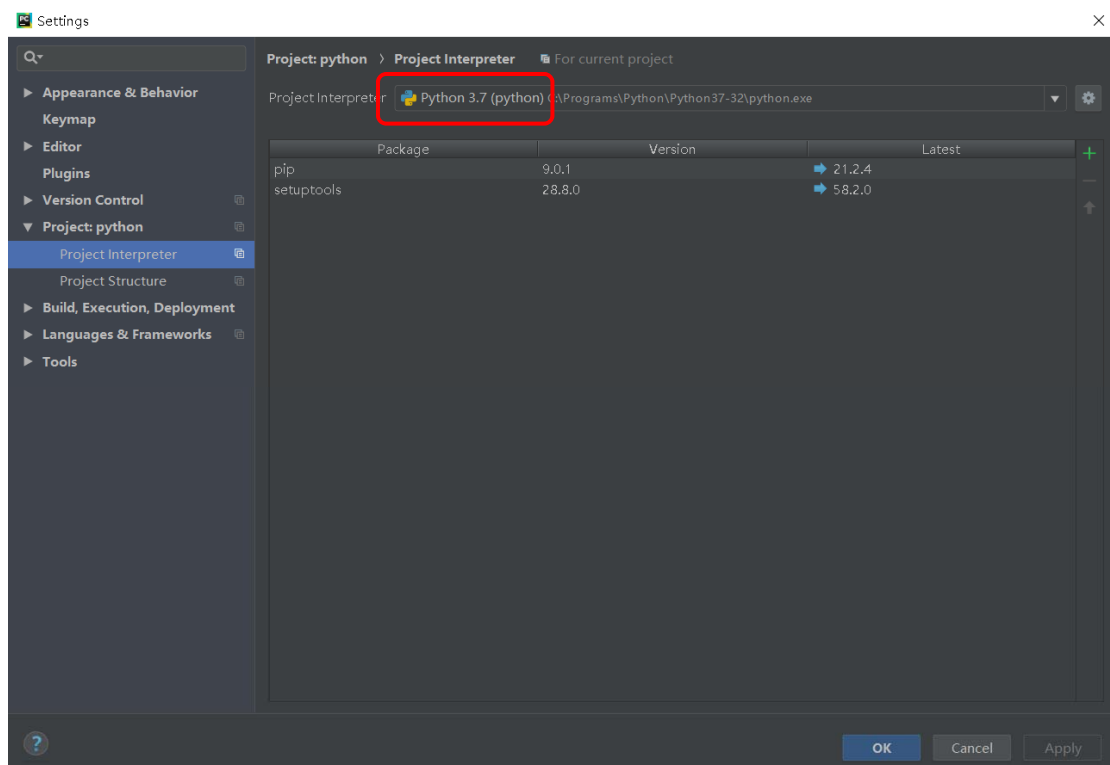 Settings
Project: python › Project Interpreter For current project
Appearance & Behavior
Keymap
Editor
Plugins
Version Control
Project: python
Project Interpreter
Project Structure
Build, Execution, Deployment
Languages & Frameworks
Tools
Project Interpreter Python 3.7 (python) C:\Programs\Python\Python37-32\python.exe
Package Version Latest
pip 9.0.1 21.2.4
setuptools 28.8.0 58.2.0
?
OK Cancel Apply